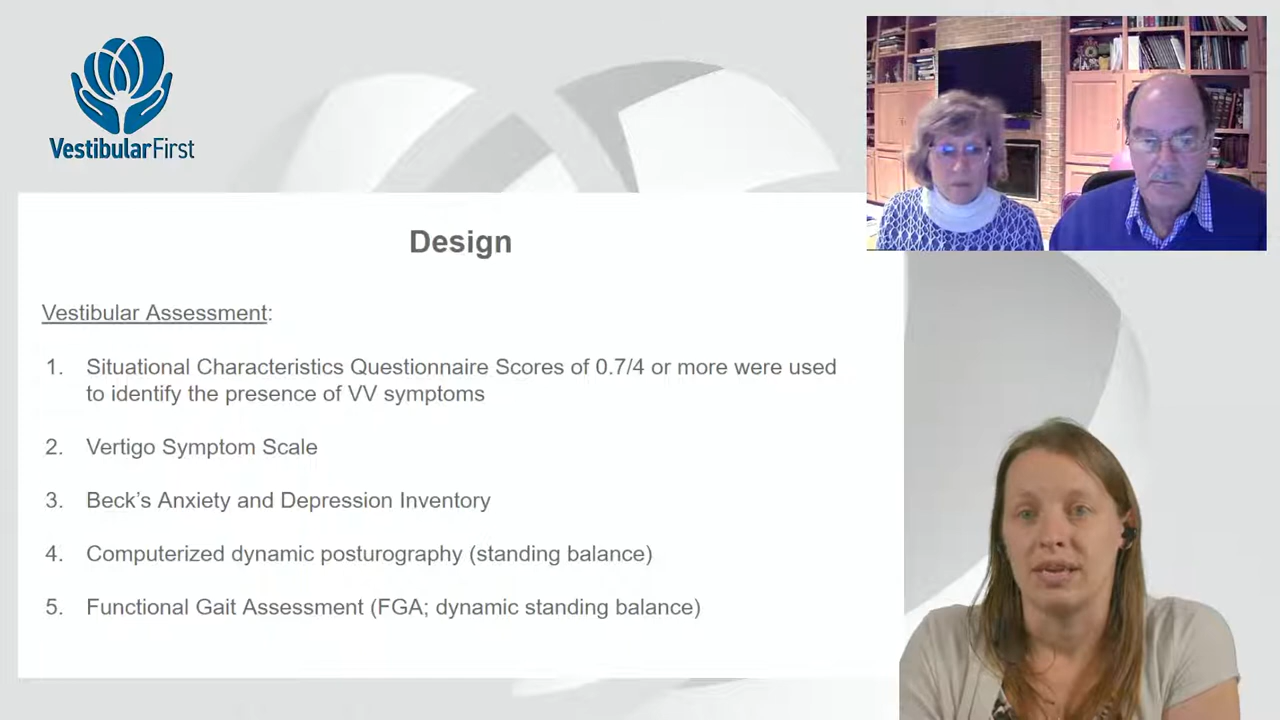 VestibularFirst
Design
Vestibular Assessment:
1. Situational Characteristics Questionnaire Scores of 0.7/4 or more were used
to identify the presence of VV symptoms
2. Vertigo Symptom Scale
3. Beck’s Anxiety and Depression Inventory
4. Computerized dynamic posturography (standing balance)
5. Functional Gait Assessment (FGA; dynamic standing balance)